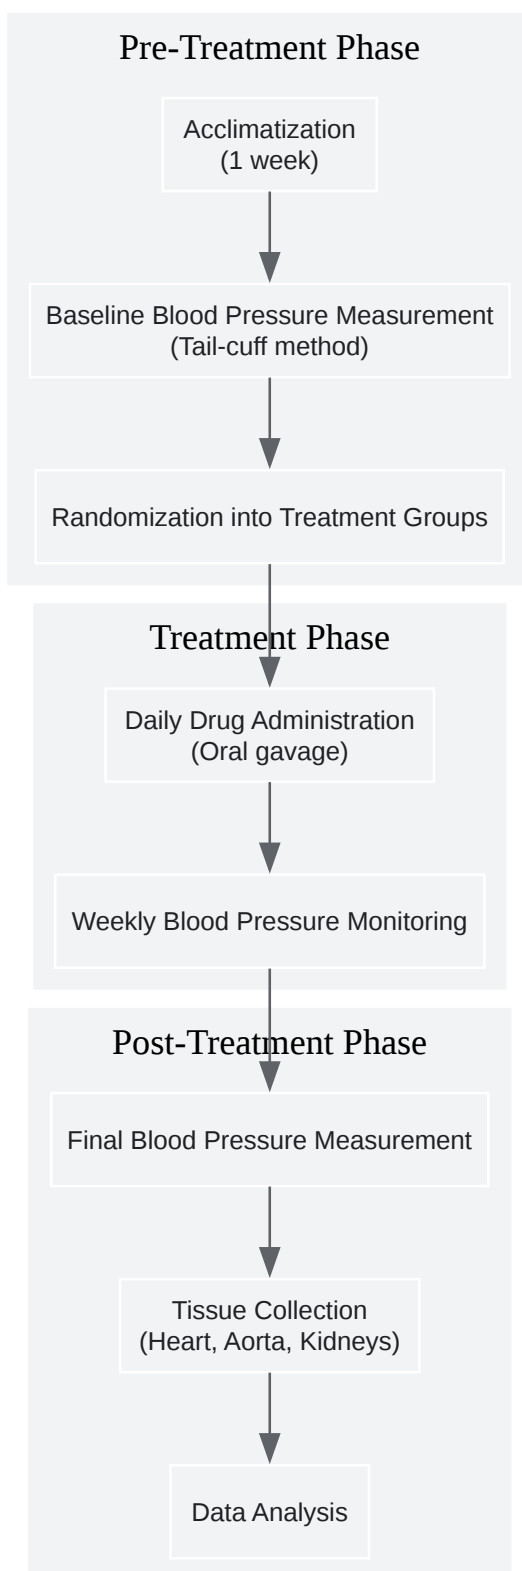 Pre-Treatment Phase
Acclimatization
(1 week)
Baseline Blood Pressure Measurement
(Tail-cuff method)
Randomization into Treatment Groups
Treatment Phase
Daily Drug Administration
(Oral gavage)
Weekly Blood Pressure Monitoring
Post-Treatment Phase
Final Blood Pressure Measurement
Tissue Collection
(Heart, Aorta, Kidneys)
Data Analysis